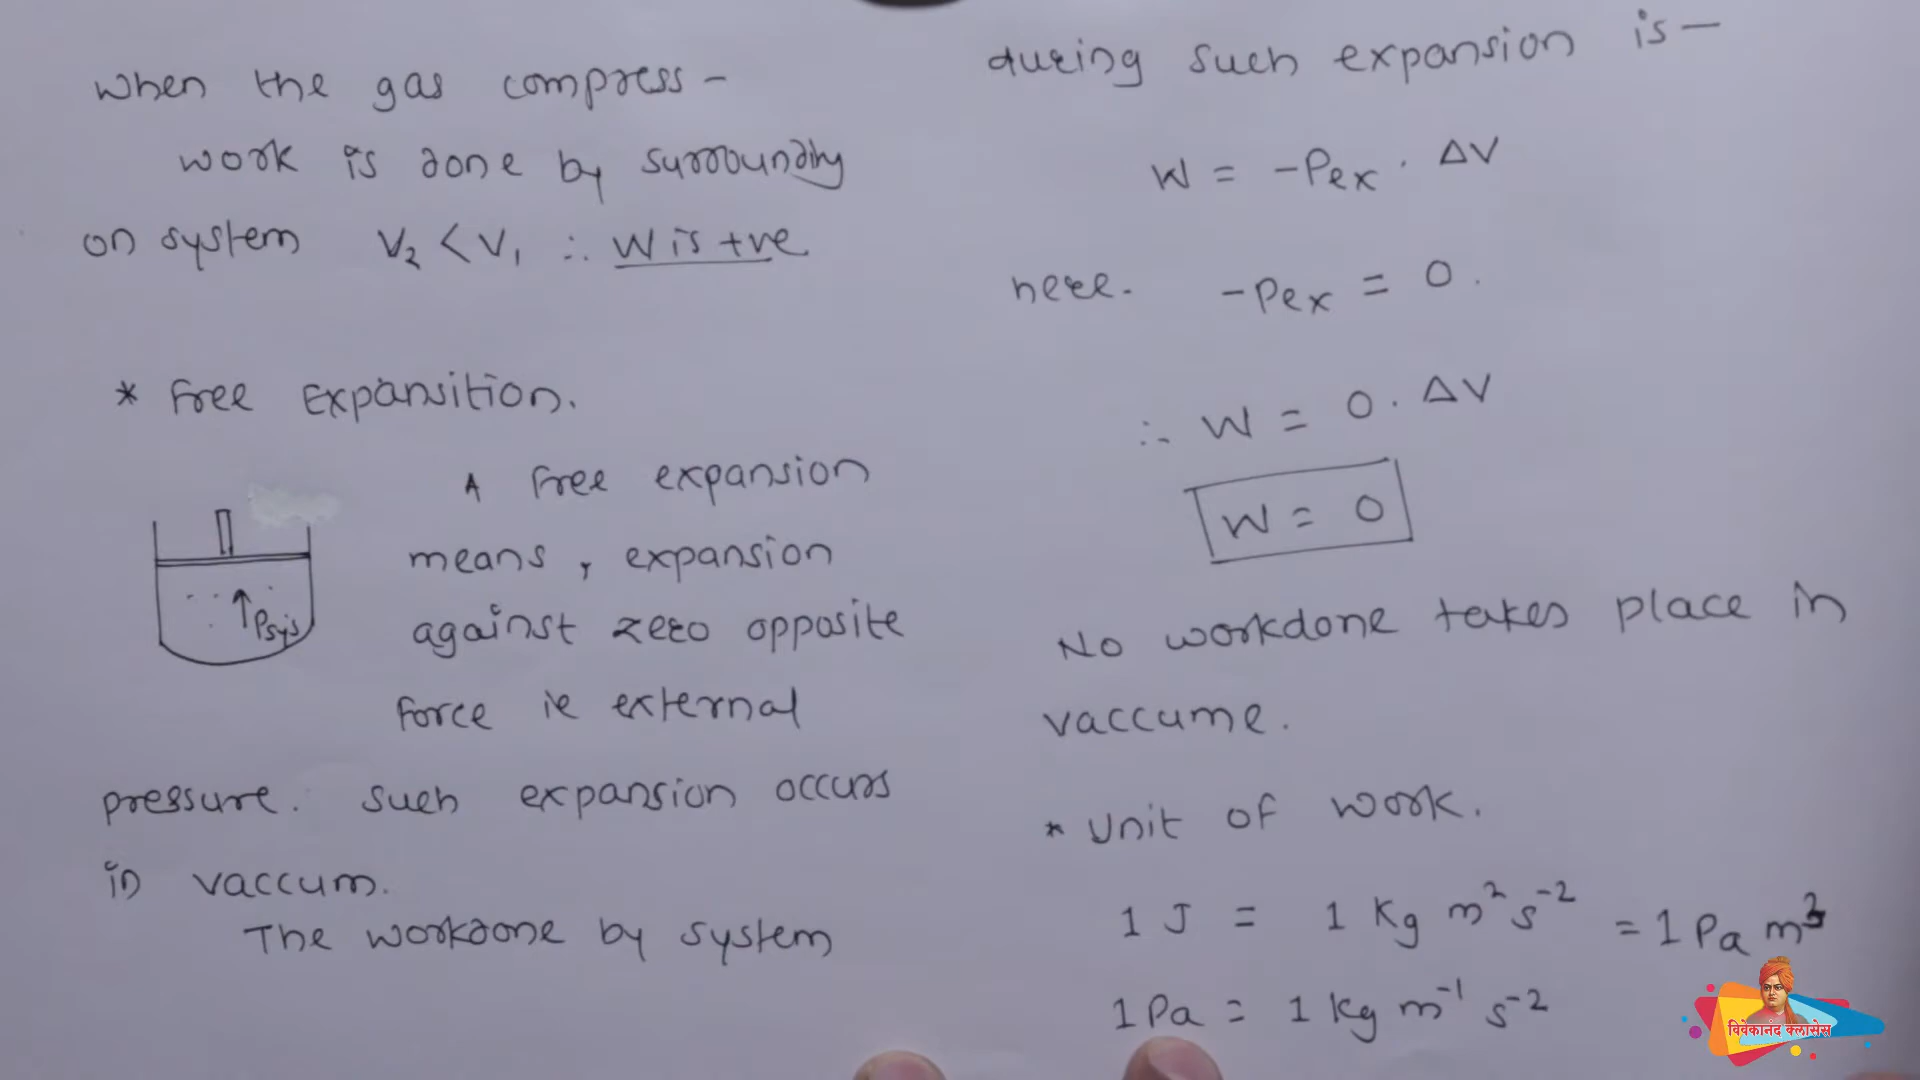 When the gas compress -
work is done by surrounding
on system V₂ < V₁ ∴ W is +ve
* Free Expansition.
A free expansion
means, expansion
against zero opposite
force ie external
pressure. Such expansion occurs
in vaccum.
The workdone by system
Psys
during such expansion is -
W = -Pex . ΔV
here. -Pex = 0.
∴ W = 0 . ΔV
W = 0
No workdone takes place in
vaccume.
* Unit of work.
1 J = 1 Kg m² s⁻² = 1 Pa m³
1 Pa = 1 Kg m⁻¹ s⁻²
विवेकानंद क्लासेस